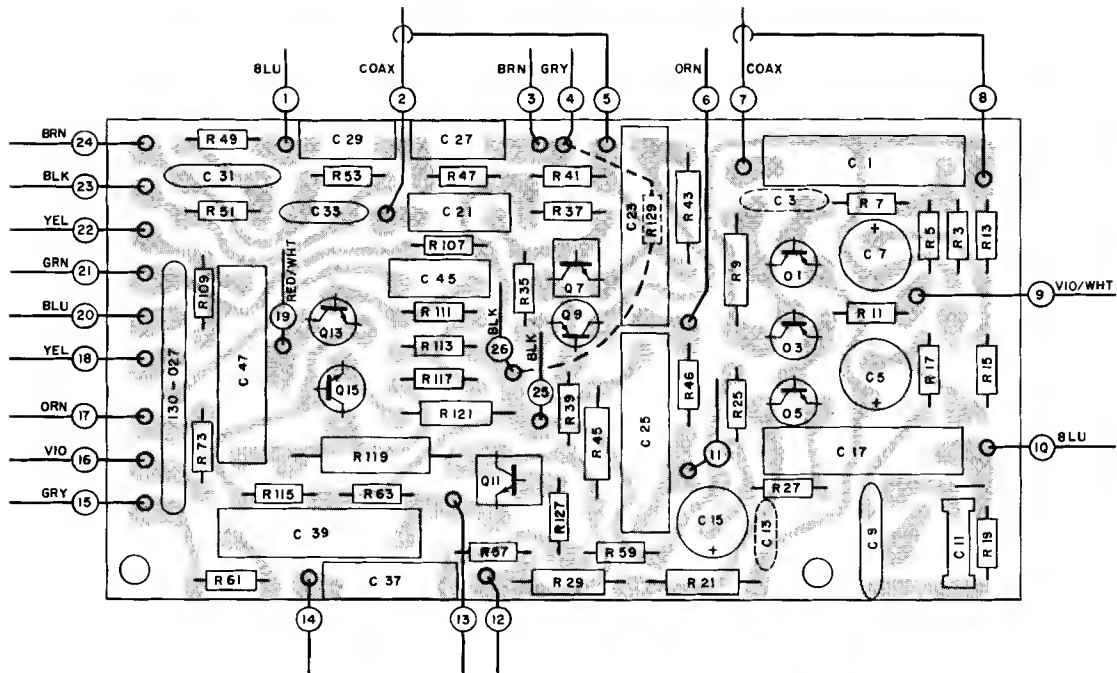 BLU
COAX
BRN
GRY
ORN
COAX
1
2
3
4
5
6
7
8
BRN 24
BLK 23
YEL 22
GRN 21
BLU 20
YEL 18
ORN 17
VIO 16
GRY 15
R 49
C 29
C 27
C 31
R 53
R 47
R 41
R 51
C 33
C 21
R 37
C 23
R129
R 43
C 1
C 3
R 7
R 5
R 3
R 13
R 107
RED/WHT
19
R109
C 45
R 35
Q7
R 9
Q1
+
C 7
9 VIO/WHT
130-027
C 47
Q13
R 111
Q9
R 11
R 113
BLK
26
BLK
25
Q3
C 5
+
R 17
R 15
Q15
R 117
R 39
R 46
R 25
R 121
R 45
C 25
Q5
R 73
R 119
11
C 17
10 BLU
R 115
R 63
Q11
R 27
C 39
R127
C 15
+
C 13
C 9
C 11
R 19
R 67
R 59
R 61
C 37
R 29
R 21
14
13
12